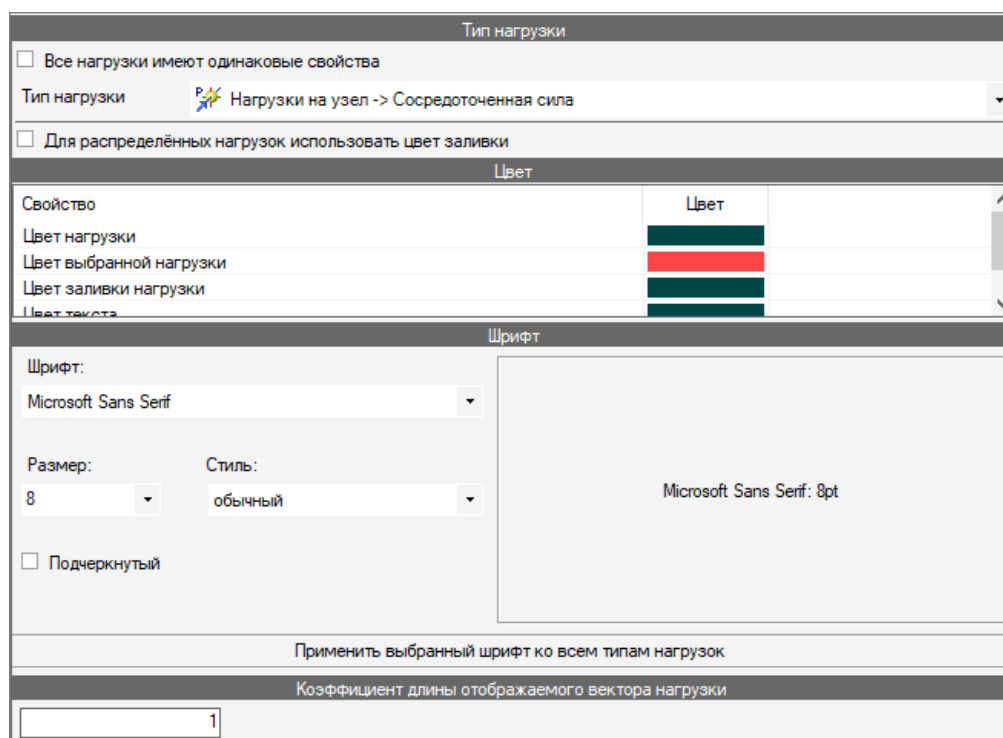 Тип нагрузки
Все нагрузки имеют одинаковые свойства
Тип нагрузки Нагрузки на узел -> Сосредоточенная сила
Для распределённых нагрузок использовать цвет заливки
Цвет
Свойство Цвет
Цвет нагрузки
Цвет выбранной нагрузки
Цвет заливки нагрузки
Цвет текста
Шрифт
Шрифт:
Microsoft Sans Serif
Размер: Стиль:
8 обычный
Microsoft Sans Serif: 8pt
Подчеркнутый
Применить выбранный шрифт ко всем типам нагрузок
Коэффициент длины отображаемого вектора нагрузки
1